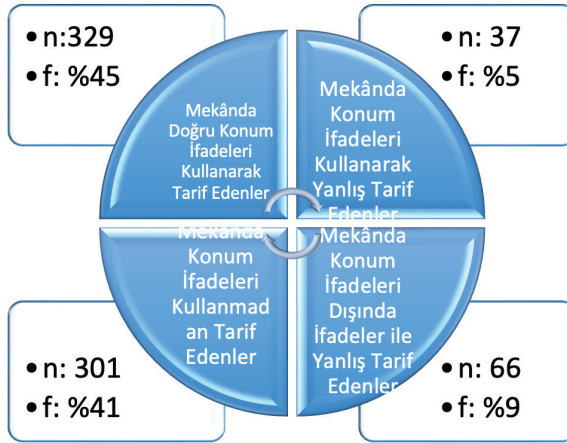 • n:329
• f: %45
Mekânda
Doğru Konum
İfadeleri
Kullanarak
Tarif Edenler
• n: 37
• f: %5
Mekânda
Konum
İfadeleri
Kullanarak
Yanlış Tarif
Edenler
Mekânda
Konum
İfadeleri
Kullanmad
an Tarif
Edenler
• n: 301
• f: %41
Mekânda
Konum
İfadeleri
Dışında
İfadeler ile
Yanlış Tarif
Edenler
• n: 66
• f: %9